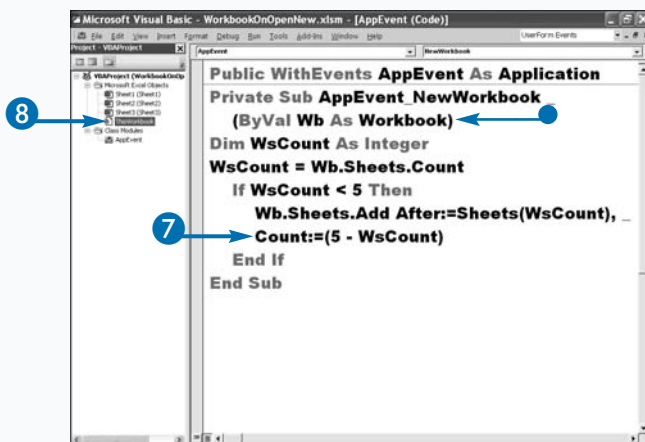 Microsoft Visual Basic - WorkbookOnOpenNew.xlsm - [AppEvent (Code)]
File Edit View Insert Format Debug Run Tools Add-Ins Window Help
UserForm Events
Project - VBAProject
AppEvent
NewWorkbook
VBAProject (WorkbookOnOp
Microsoft Excel Objects
Sheet1 (Sheet1)
Sheet2 (Sheet2)
Sheet3 (Sheet3)
ThisWorkbook
Class Modules
AppEvent
Public WithEvents AppEvent As Application
Private Sub AppEvent_NewWorkbook _
(ByVal Wb As Workbook)
Dim WsCount As Integer
WsCount = Wb.Sheets.Count
If WsCount < 5 Then
Wb.Sheets.Add After:=Sheets(WsCount), _
Count:=(5 - WsCount)
End If
End Sub
8
7